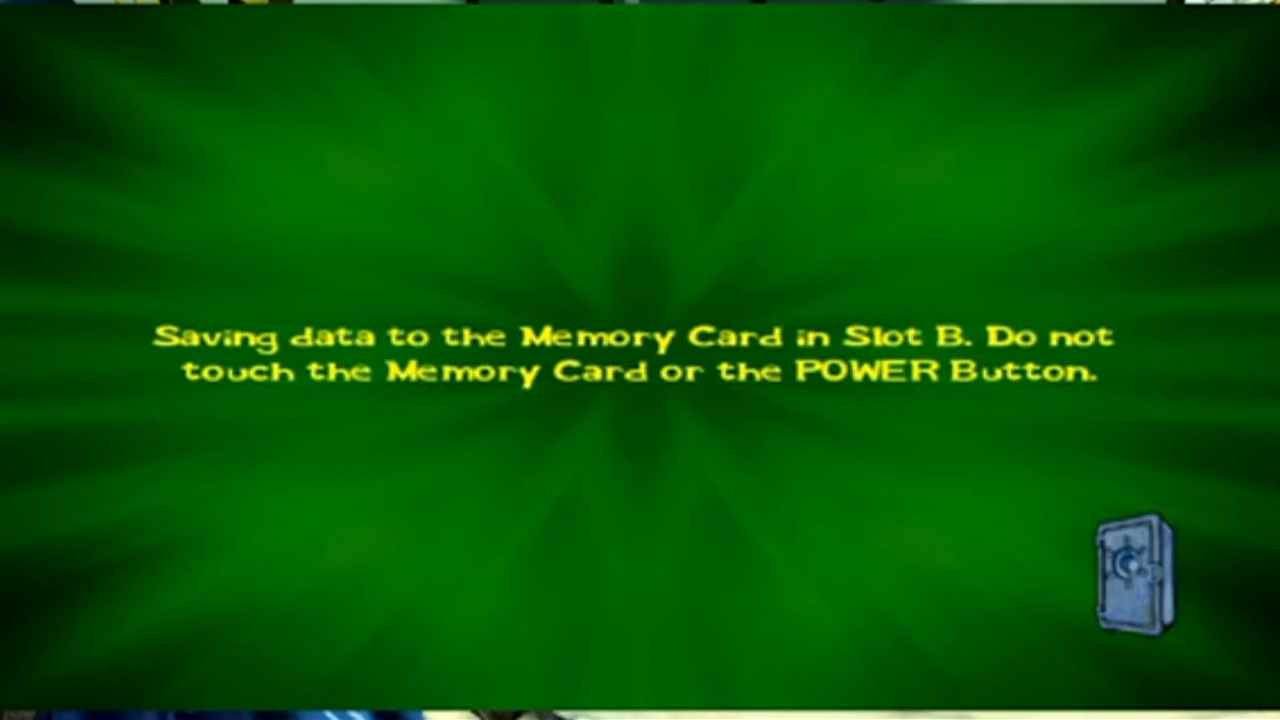 Saving data to the Memory Card in Slot B. Do not
touch the Memory Card or the POWER Button.